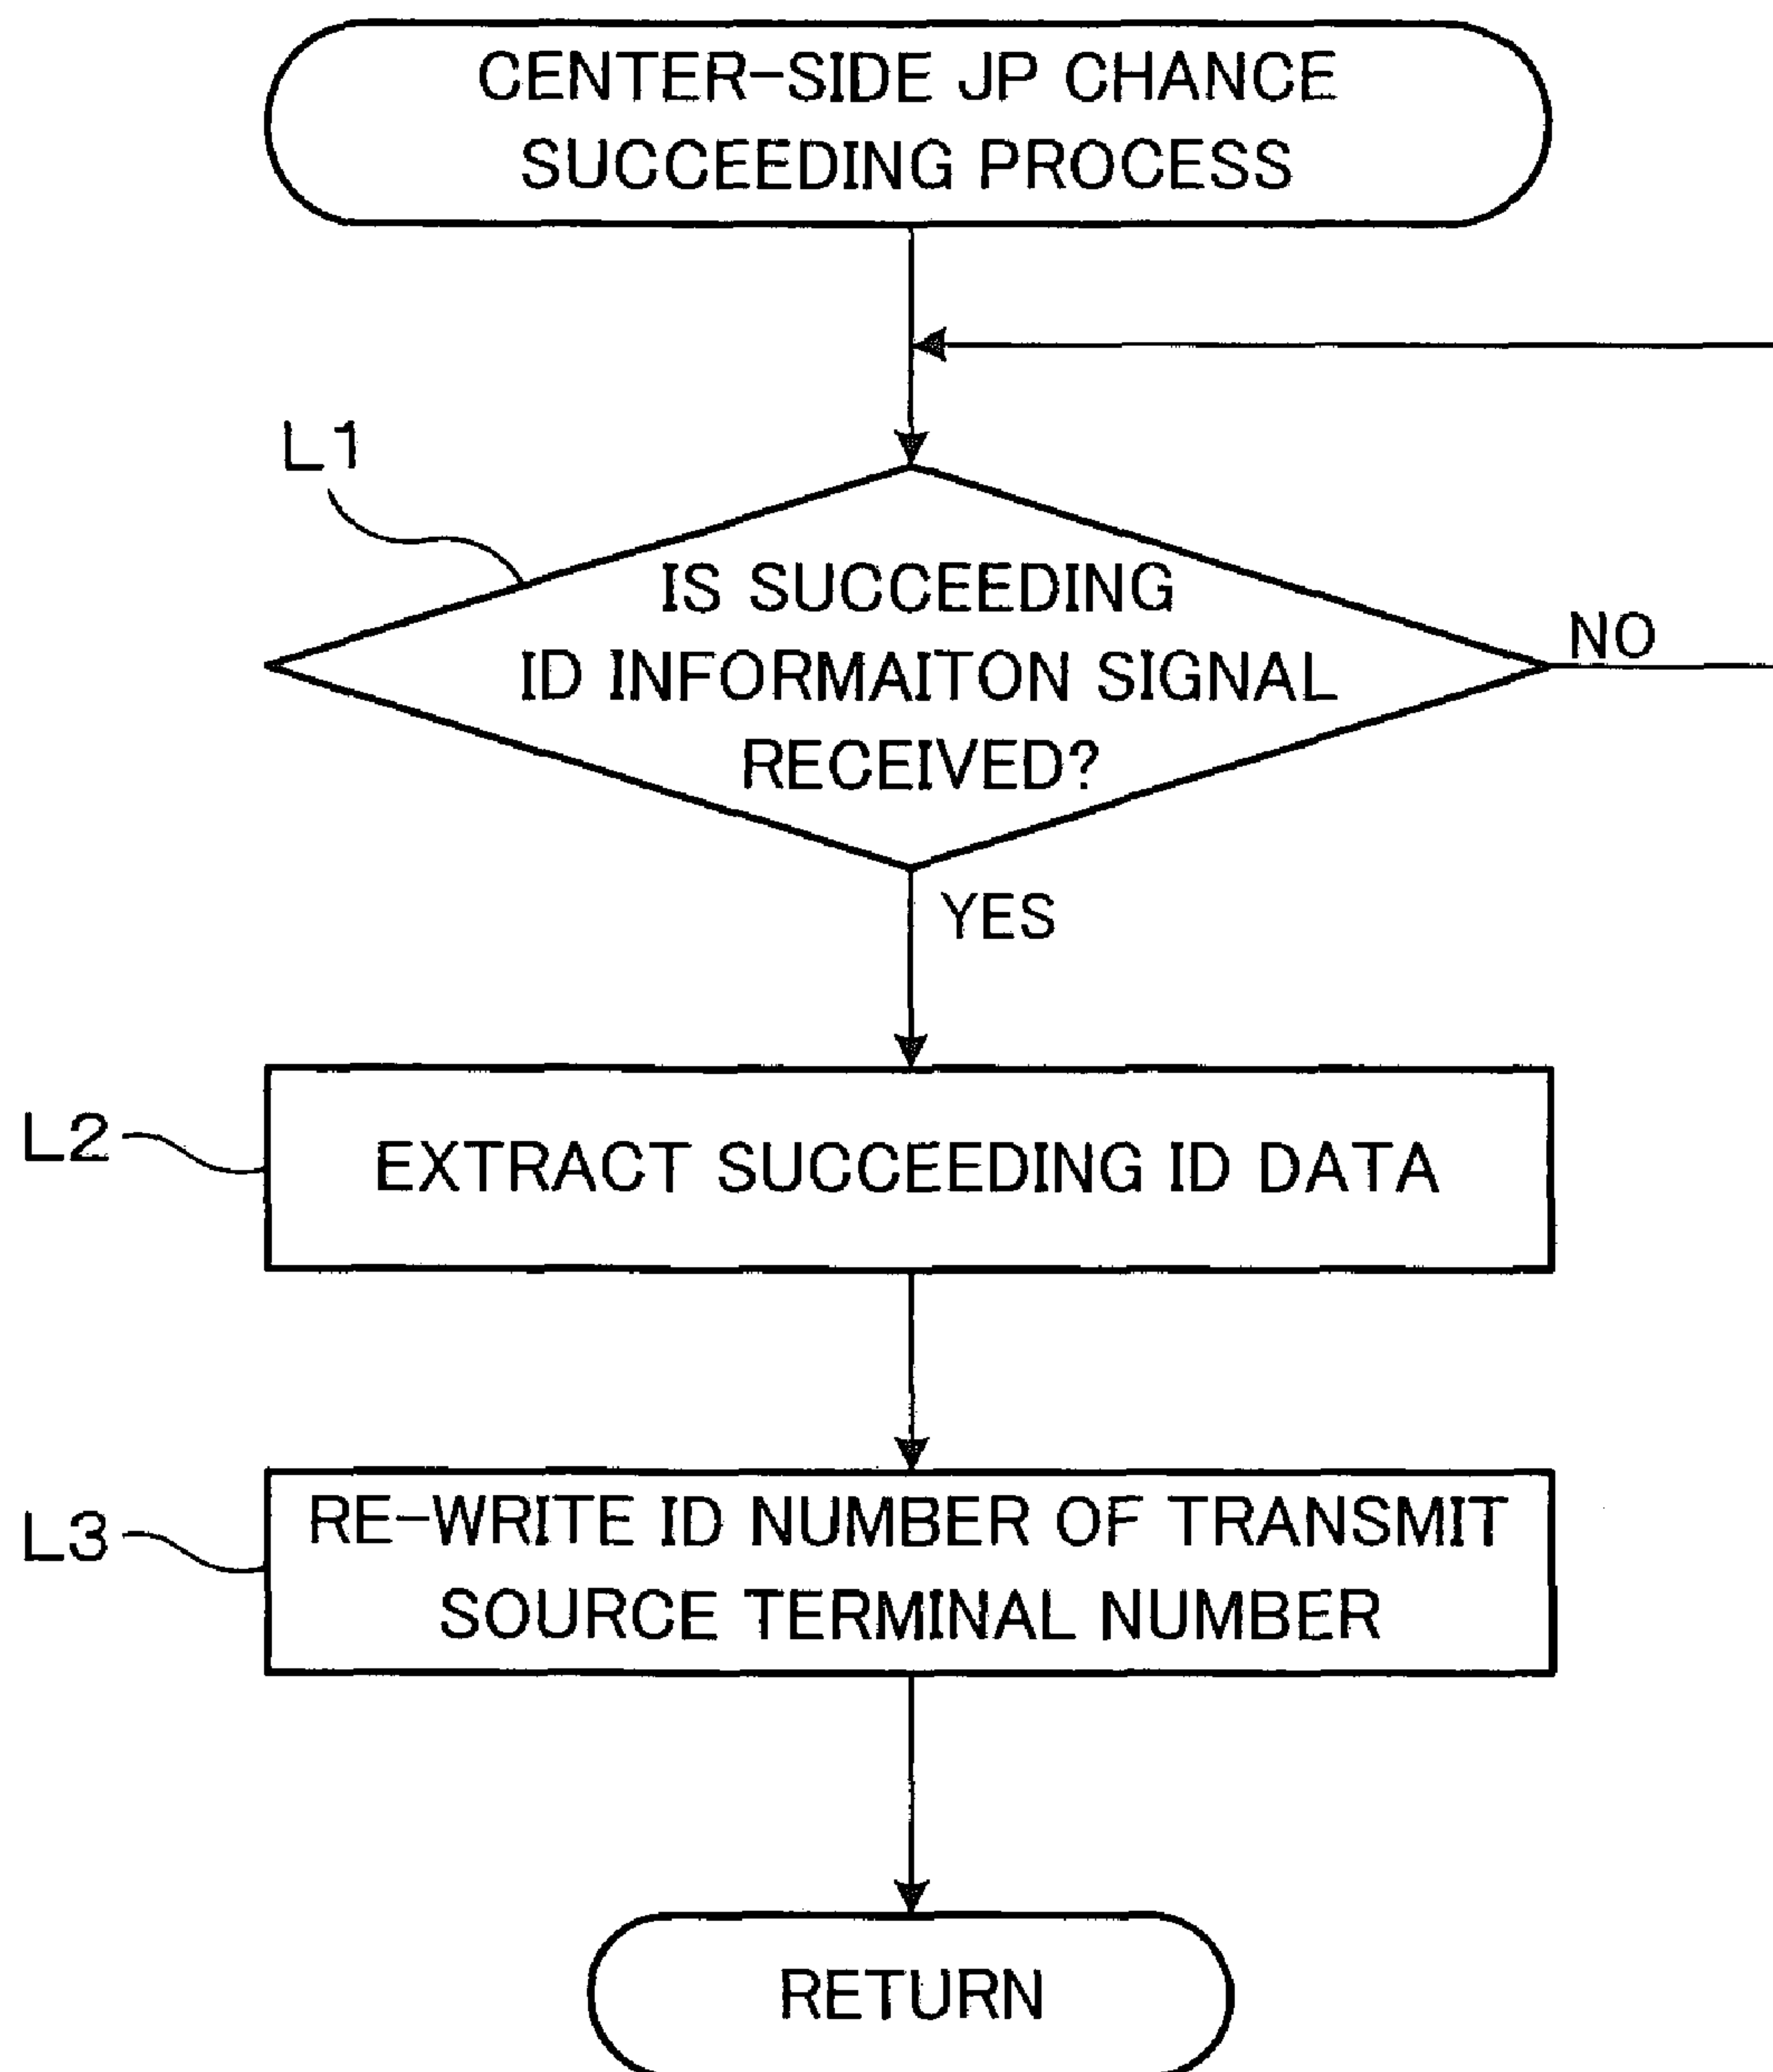 CENTER-SIDE JP CHANCE
SUCCEEDING PROCESS
L1
IS SUCCEEDING
ID INFORMAITON SIGNAL
RECEIVED?
NO
YES
L2
EXTRACT SUCCEEDING ID DATA
L3
RE-WRITE ID NUMBER OF TRANSMIT
SOURCE TERMINAL NUMBER
RETURN